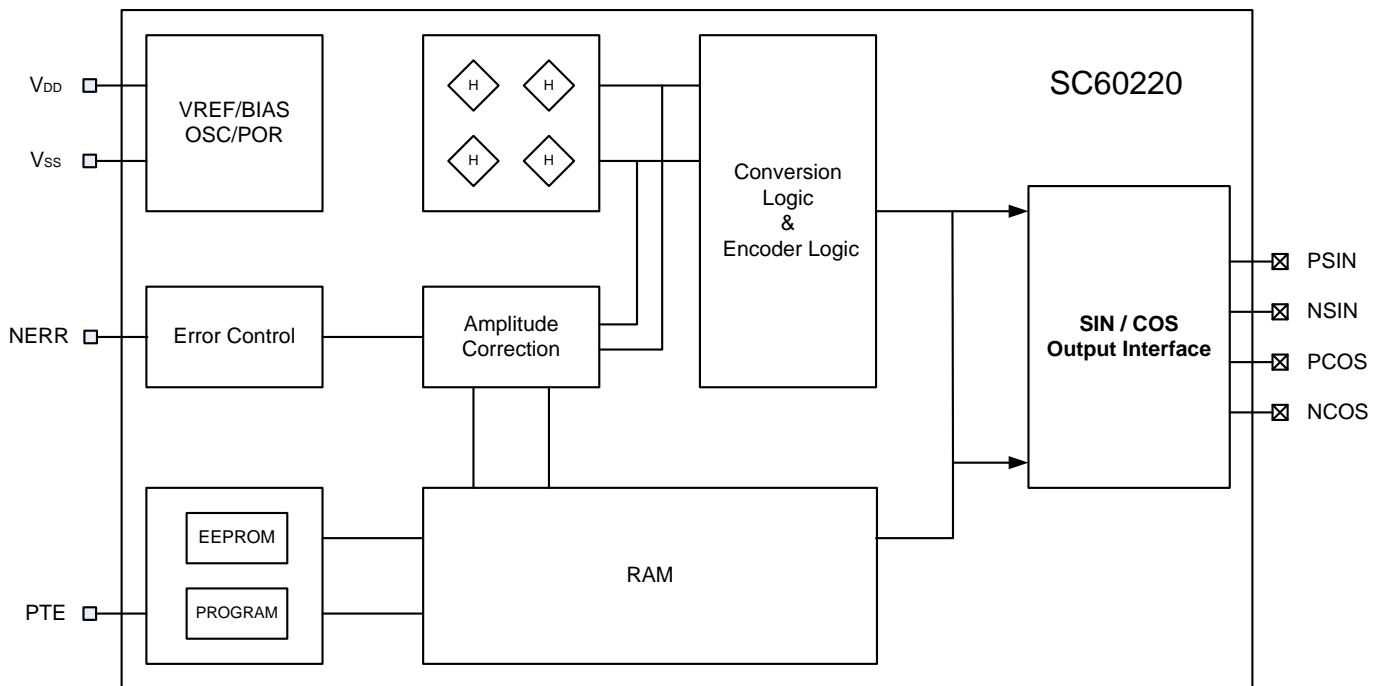 SC60220
VDD
VSS
VREF/BIAS
OSC/POR
H
H
H
H
Conversion
Logic
&
Encoder Logic
NERR
Error Control
Amplitude
Correction
SIN / COS
Output Interface
PSIN
NSIN
PCOS
NCOS
PTE
EEPROM
PROGRAM
RAM